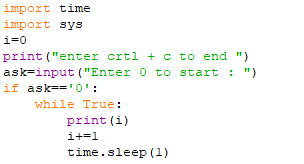 import time
import sys
i=0
print("enter crtl + c to end ")
ask=input("Enter 0 to start : ")
if ask=='0':
    while True:
        print(i)
        i+=1
        time.sleep(1)